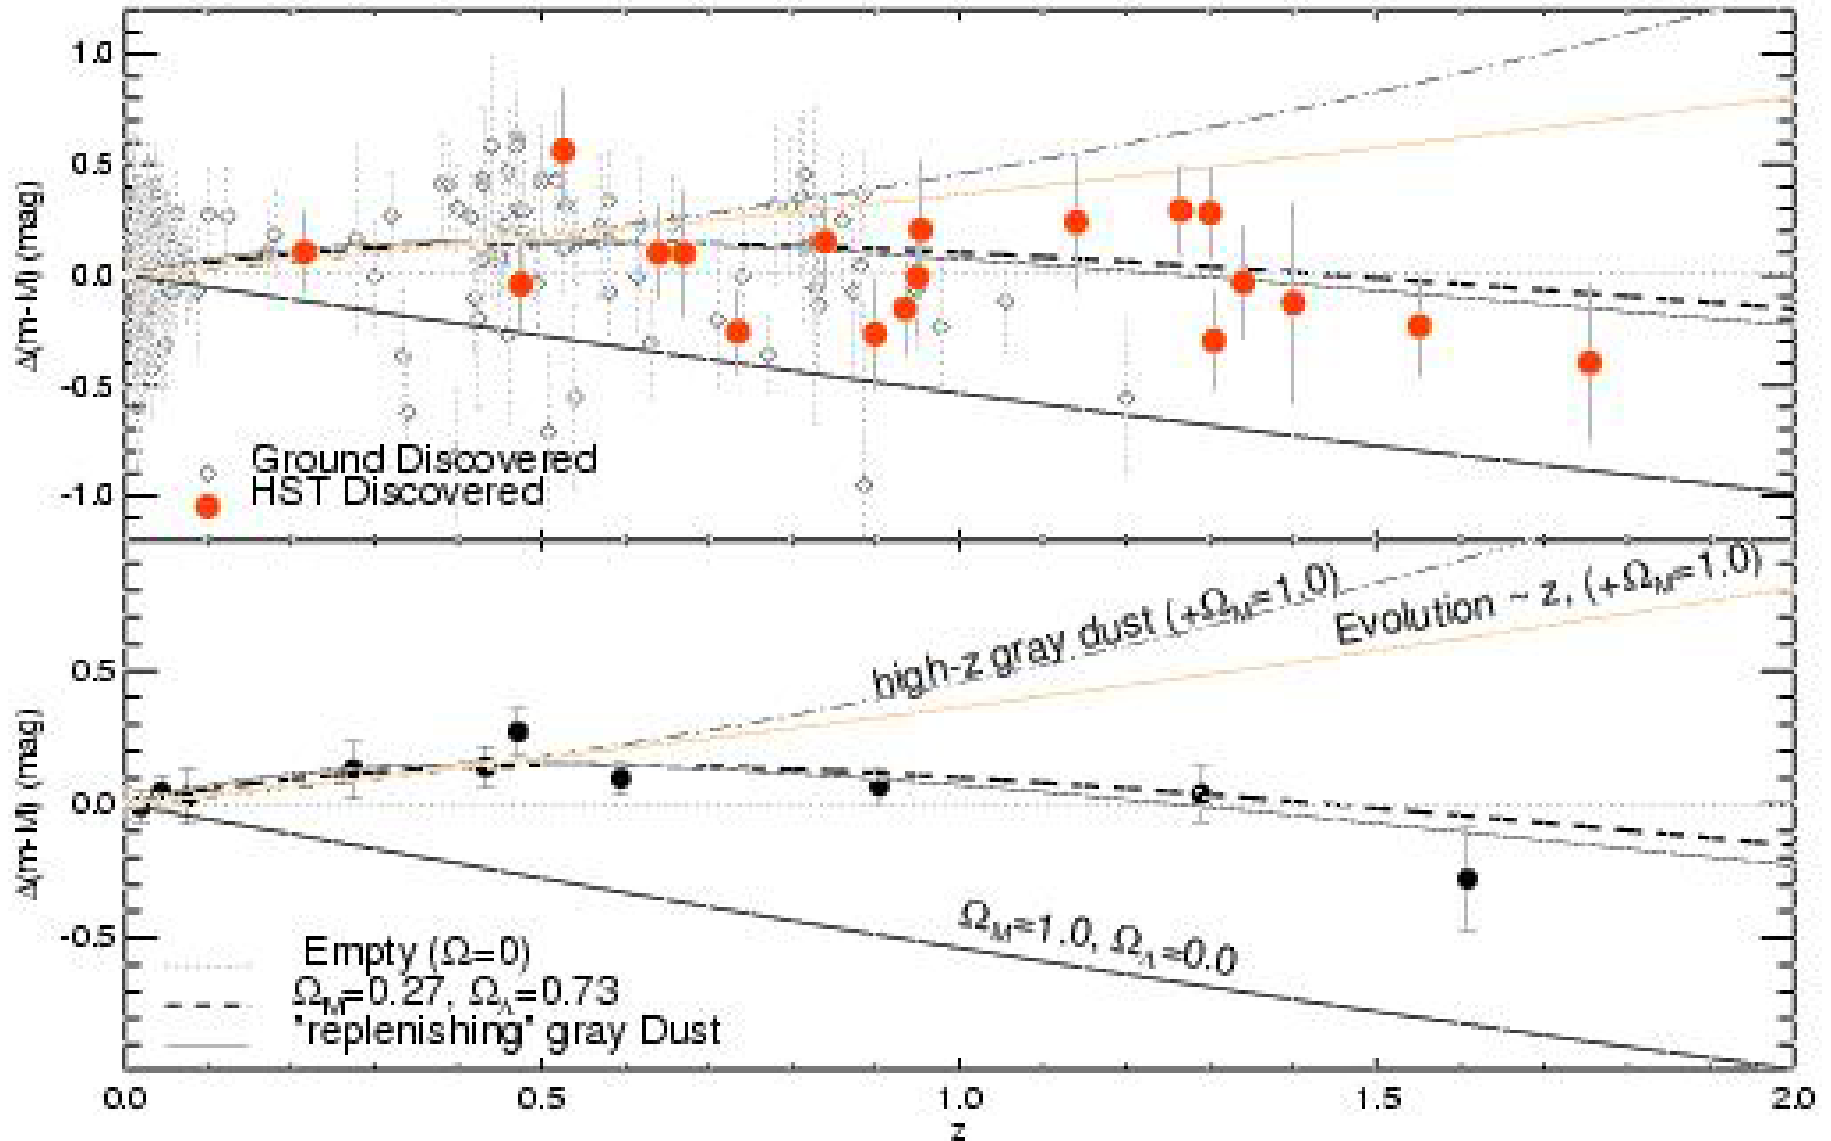 1.0
0.5
0.0
-0.5
-1.0
Δ(m-M) (mag)
Ground Discovered
HST Discovered
0.5
0.0
-0.5
Δ(m-M) (mag)
high-z gray dust (+Ω_M=1.0)
Evolution ~ z, (+Ω_M=1.0)
Ω_M=1.0, Ω_Λ=0.0
Empty (Ω=0)
Ω_M=0.27, Ω_Λ=0.73
"replenishing" gray Dust
0.0 0.5 1.0 1.5 2.0
z